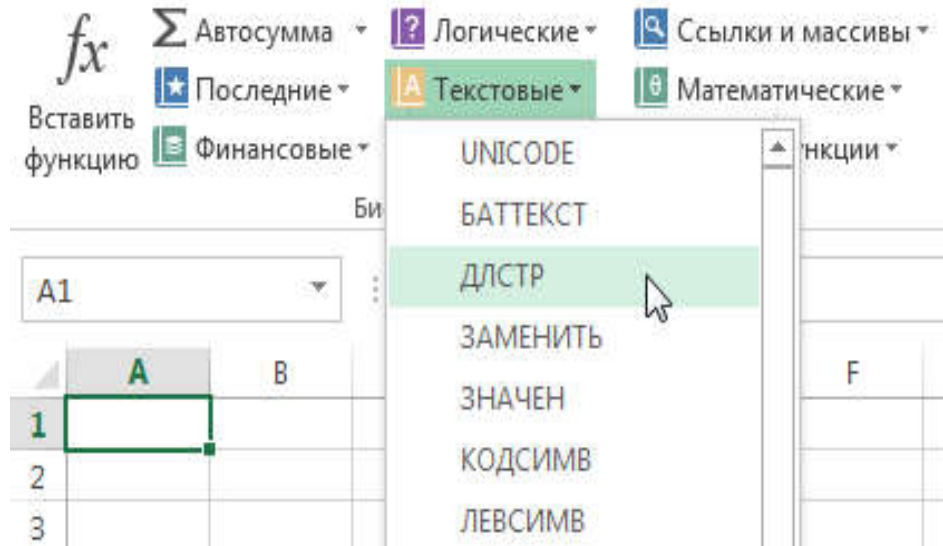 fx
Вставить
функцию
Σ Автосумма
Последние
Финансовые
? Логические
A Текстовые
Ссылки и массивы
θ Математические
нкции
Би
UNICODE
БАТТЕКСТ
ДЛСТР
ЗАМЕНИТЬ
ЗНАЧЕН
КОДСИМВ
ЛЕВСИМВ
A1
A B F
1
2
3